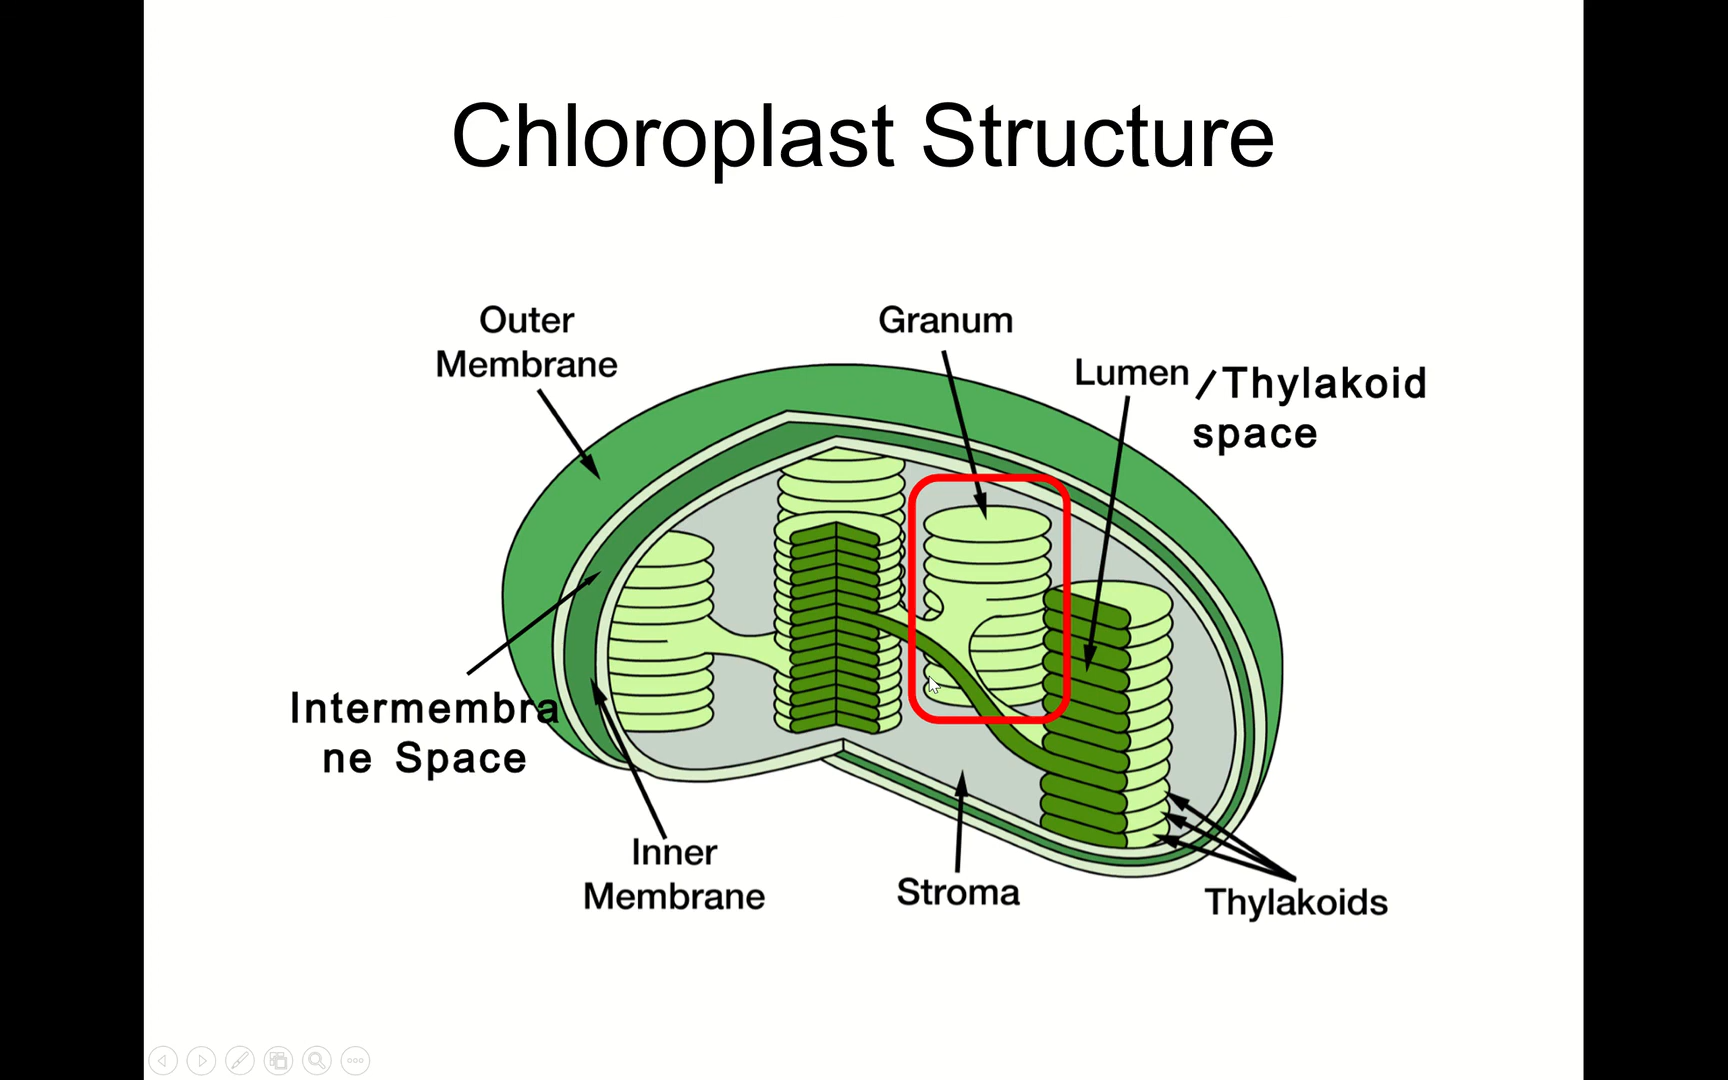 Chloroplast Structure
Outer
Membrane
Granum
Lumen /Thylakoid
space
Intermembra
ne Space
Inner
Membrane
Stroma
Thylakoids